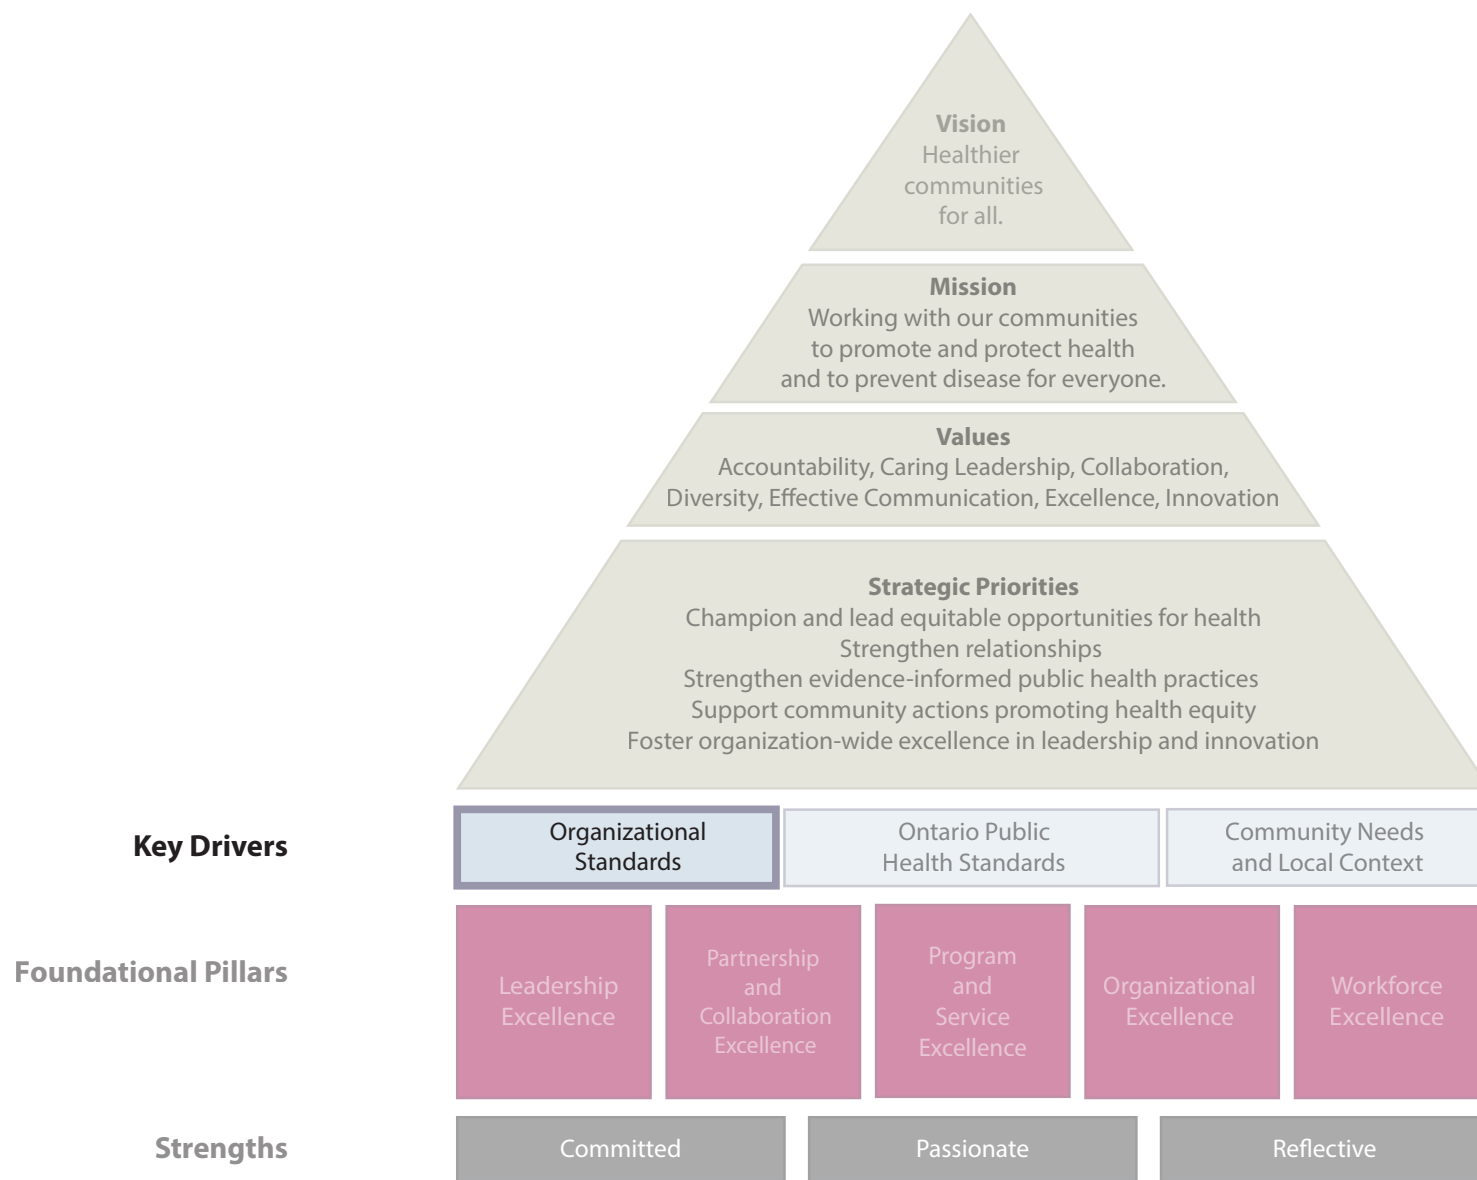 Vision
Healthier
communities
for all.
Mission
Working with our communities
to promote and protect health
and to prevent disease for everyone.
Values
Accountability, Caring Leadership, Collaboration,
Diversity, Effective Communication, Excellence, Innovation
Strategic Priorities
Champion and lead equitable opportunities for health
Strengthen relationships
Strengthen evidence-informed public health practices
Support community actions promoting health equity
Foster organization-wide excellence in leadership and innovation
Key Drivers
Organizational
Standards
Ontario Public
Health Standards
Community Needs
and Local Context
Foundational Pillars
Leadership
Excellence
Partnership
and
Collaboration
Excellence
Program
and
Service
Excellence
Organizational
Excellence
Workforce
Excellence
Strengths
Committed
Passionate
Reflective